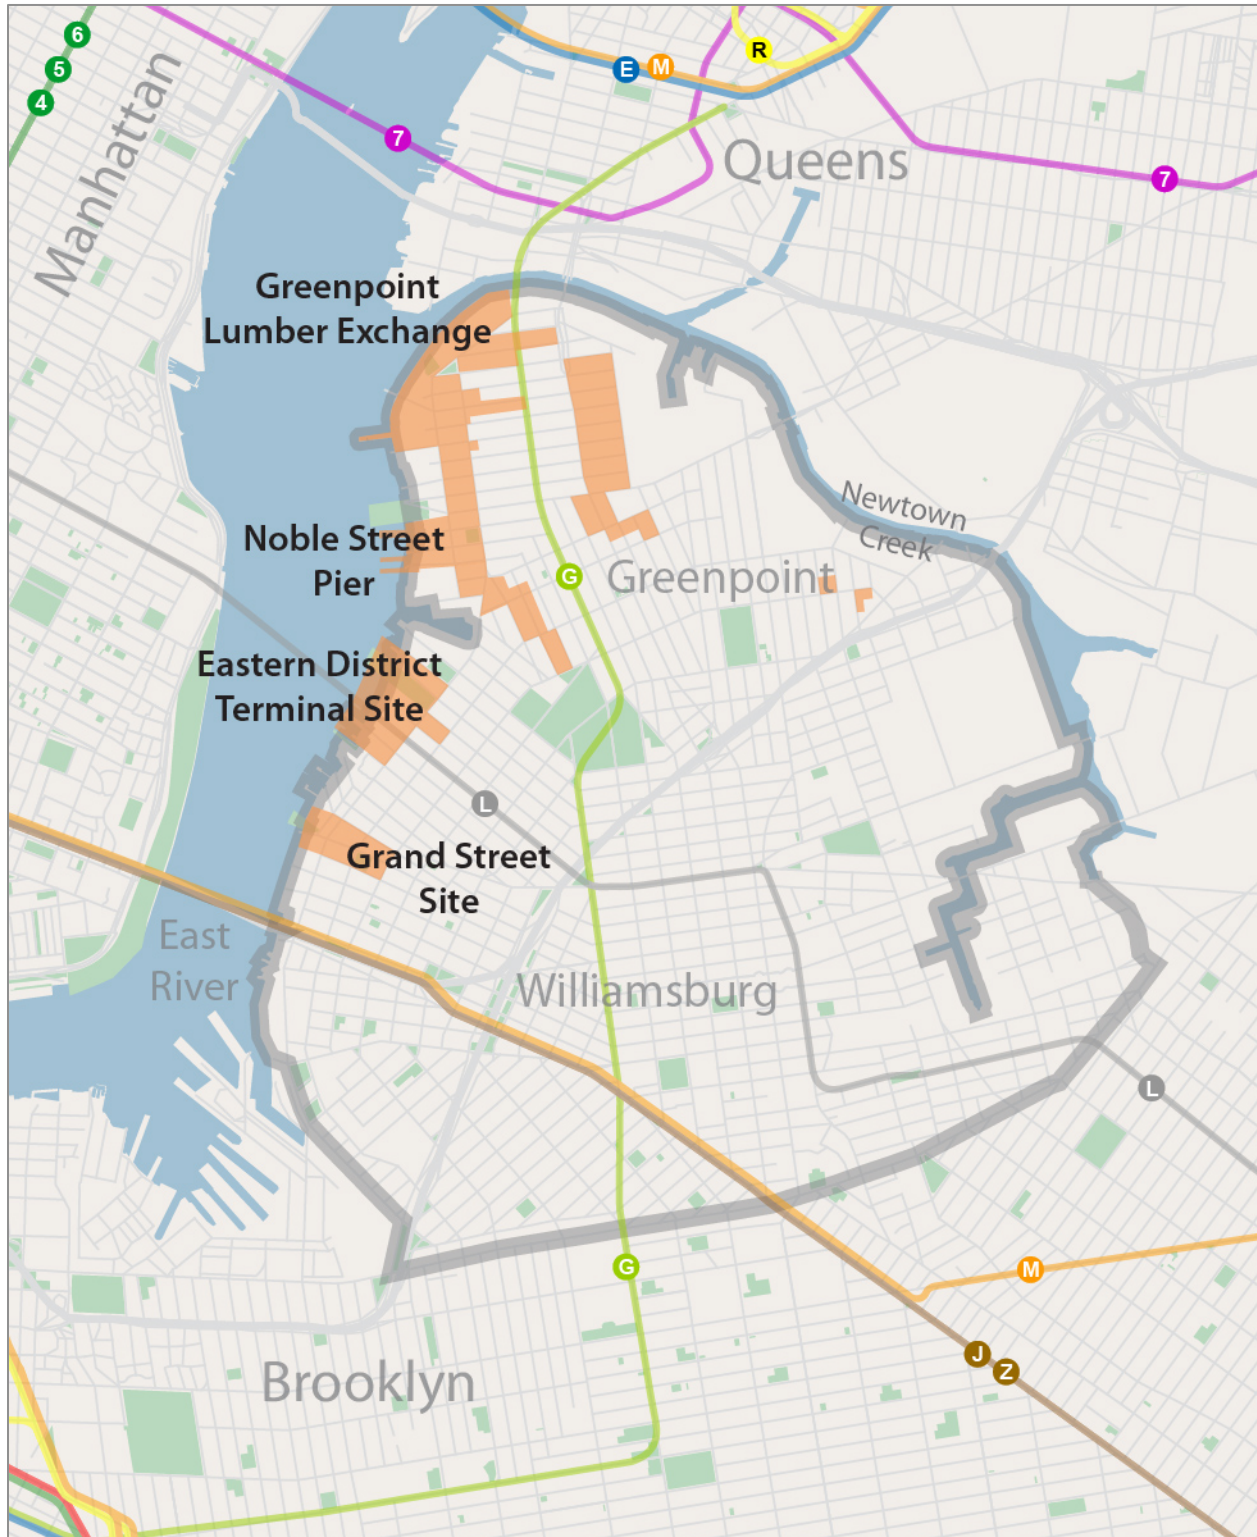 6
5
4
Manhattan
7
E
M
R
Queens
7
Greenpoint
Lumber Exchange
Newtown
Creek
Noble Street
Pier
G
Greenpoint
Eastern District
Terminal Site
L
Grand Street
Site
East
River
Williamsburg
L
G
M
J
Z
Brooklyn